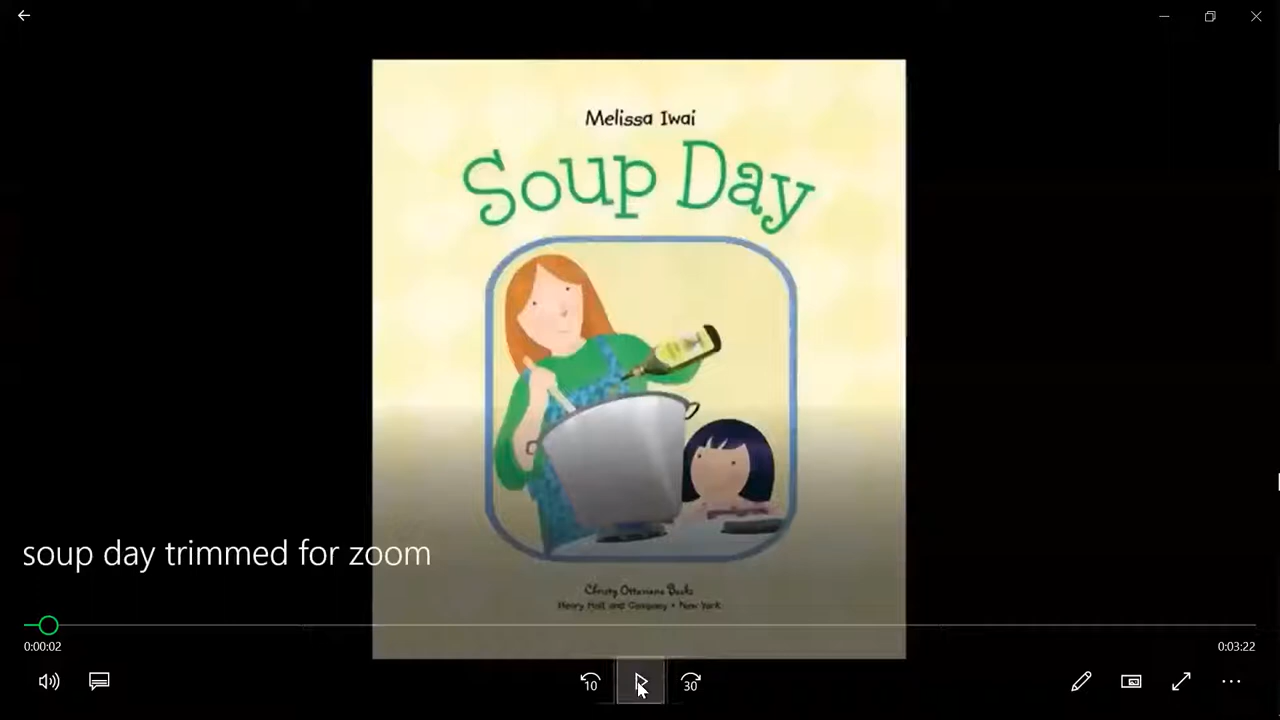 Melissa Iwai
Soup Day
Christy Ottaviano Books
Henry Holt and Company • New York
soup day trimmed for zoom
0:00:02
0:03:22
10
30